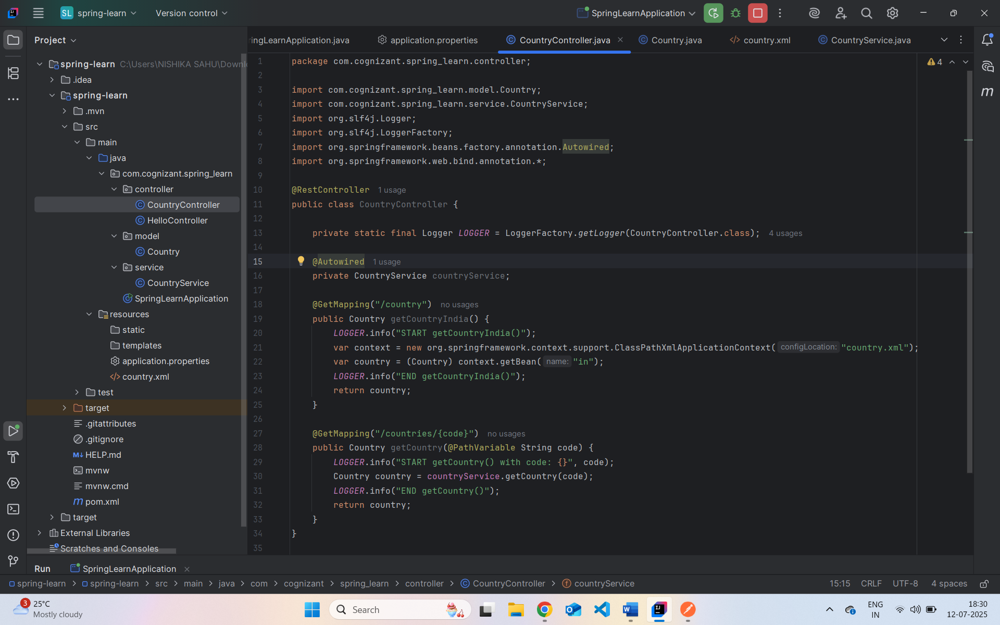 SL spring-learn Version control SpringLearnApplication
Project
ringLearnApplication.java application.properties CountryController.java Country.java country.xml CountryService.java
spring-learn C:\Users\NISHIKA SAHU\Downl
.idea
spring-learn
.mvn
src
main
java
com.cognizant.spring_learn
controller
CountryController
HelloController
model
Country
service
CountryService
SpringLearnApplication
resources
static
templates
application.properties
country.xml
test
target
.gitattributes
.gitignore
M↓ HELP.md
mvnw
mvnw.cmd
m pom.xml
target
External Libraries
Scratches and Consoles
4
m
1 package com.cognizant.spring_learn.controller;
2
3 import com.cognizant.spring_learn.model.Country;
4 import com.cognizant.spring_learn.service.CountryService;
5 import org.slf4j.Logger;
6 import org.slf4j.LoggerFactory;
7 import org.springframework.beans.factory.annotation.Autowired;
8 import org.springframework.web.bind.annotation.*;
9
10 @RestController 1 usage
11 public class CountryController {
12
13 private static final Logger LOGGER = LoggerFactory.getLogger(CountryController.class); 4 usages
14
15 @Autowired 1 usage
16 private CountryService countryService;
17
18 @GetMapping("/country") no usages
19 public Country getCountryIndia() {
20 LOGGER.info("START getCountryIndia()");
21 var context = new org.springframework.context.support.ClassPathXmlApplicationContext( configLocation: "country.xml");
22 var country = (Country) context.getBean( name: "in");
23 LOGGER.info("END getCountryIndia()");
24 return country;
25 }
26
27 @GetMapping("/countries/{code}") no usages
28 public Country getCountry(@PathVariable String code) {
29 LOGGER.info("START getCountry() with code: {}", code);
30 Country country = countryService.getCountry(code);
31 LOGGER.info("END getCountry()");
32 return country;
33 }
34 }
35
Run SpringLearnApplication
spring-learn > spring-learn > src > main > java > com > cognizant > spring_learn > controller > CountryController > countryService 15:15 CRLF UTF-8 4 spaces
3 25°C
Mostly cloudy
Search
ENG
IN
18:30
12-07-2025